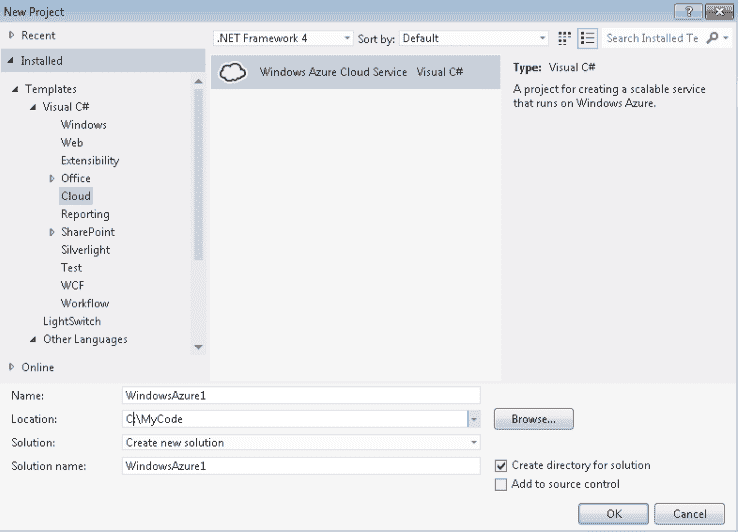 New Project
?
Recent
.NET Framework 4
Sort by:
Default
Search Installed Te
Installed
Windows Azure Cloud Service
Visual C#
Type: Visual C#
A project for creating a scalable service
that runs on Windows Azure.
Templates
Visual C#
Windows
Web
Extensibility
Office
Cloud
Reporting
SharePoint
Silverlight
Test
WCF
Workflow
LightSwitch
Other Languages
Online
Name:
WindowsAzure1
Location:
C:\MyCode
Browse...
Solution:
Create new solution
Solution name:
WindowsAzure1
Create directory for solution
Add to source control
OK
Cancel